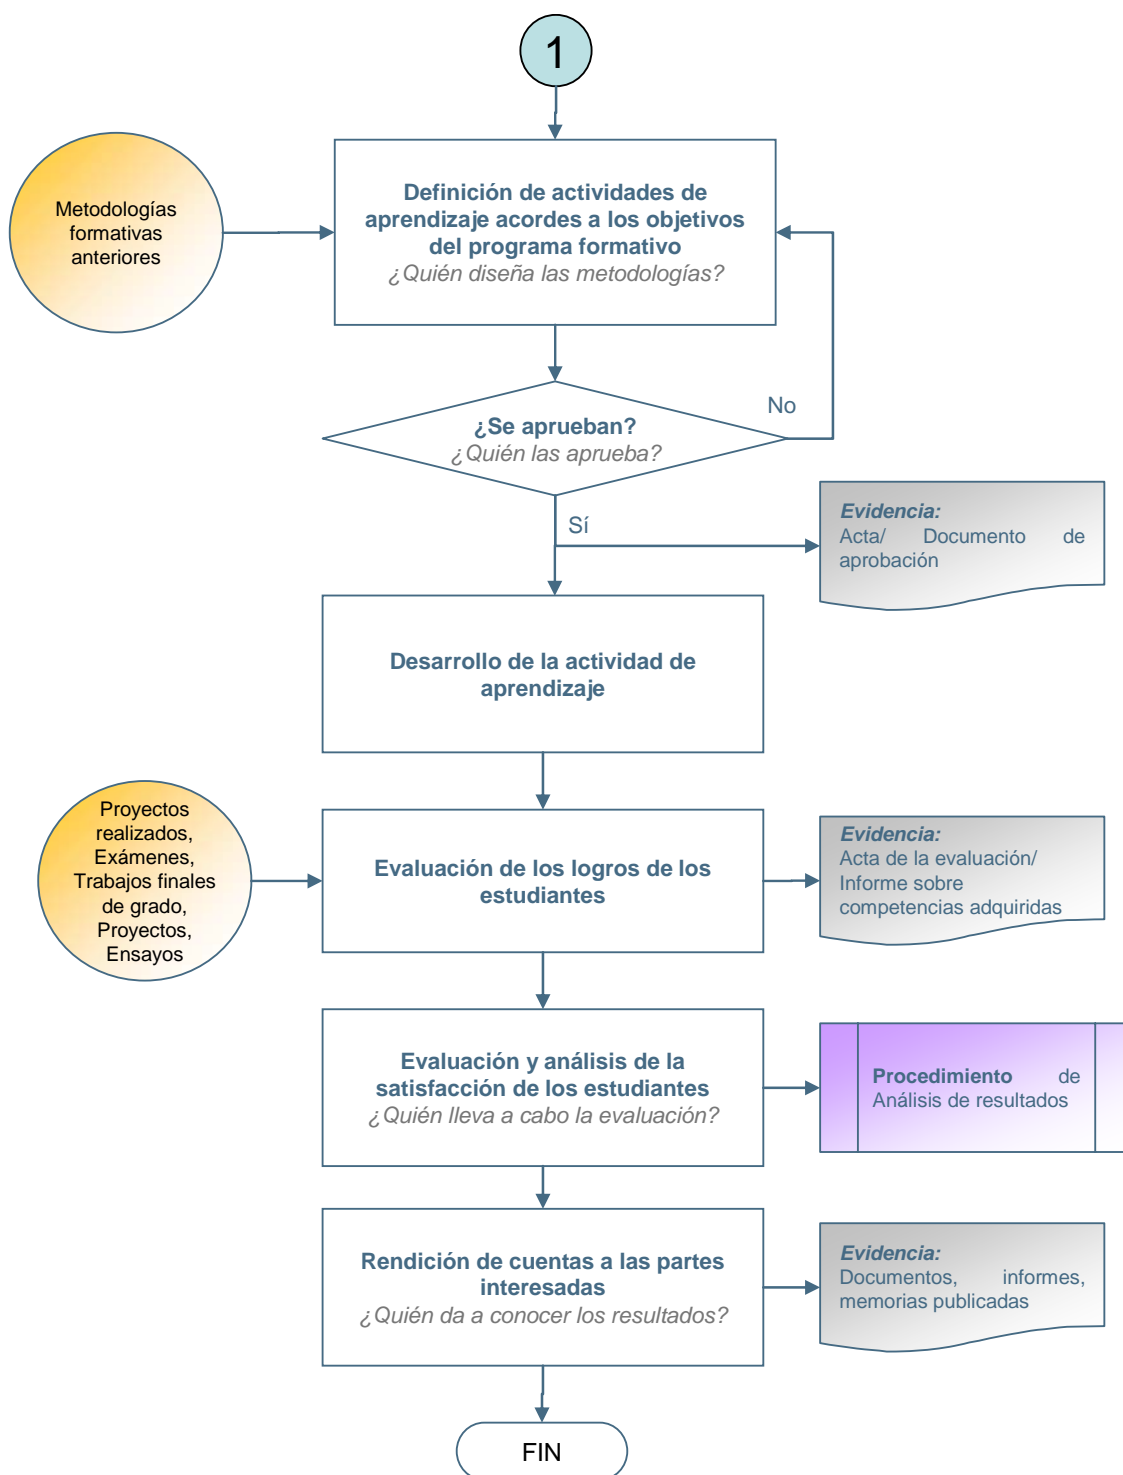 1
Definición de actividades de
aprendizaje acordes a los objetivos
del programa formativo
¿Quién diseña las metodologías?
Metodologías
formativas
anteriores
¿Se aprueban?
¿Quién las aprueba?
No
Sí
Evidencia:
Acta/ Documento de
aprobación
Desarrollo de la actividad de
aprendizaje
Proyectos
realizados,
Exámenes,
Trabajos finales
de grado,
Proyectos,
Ensayos
Evaluación de los logros de los
estudiantes
Evidencia:
Acta de la evaluación/
Informe sobre
competencias adquiridas
Evaluación y análisis de la
satisfacción de los estudiantes
¿Quién lleva a cabo la evaluación?
Procedimiento de
Análisis de resultados
Rendición de cuentas a las partes
interesadas
¿Quién da a conocer los resultados?
Evidencia:
Documentos, informes,
memorias publicadas
FIN